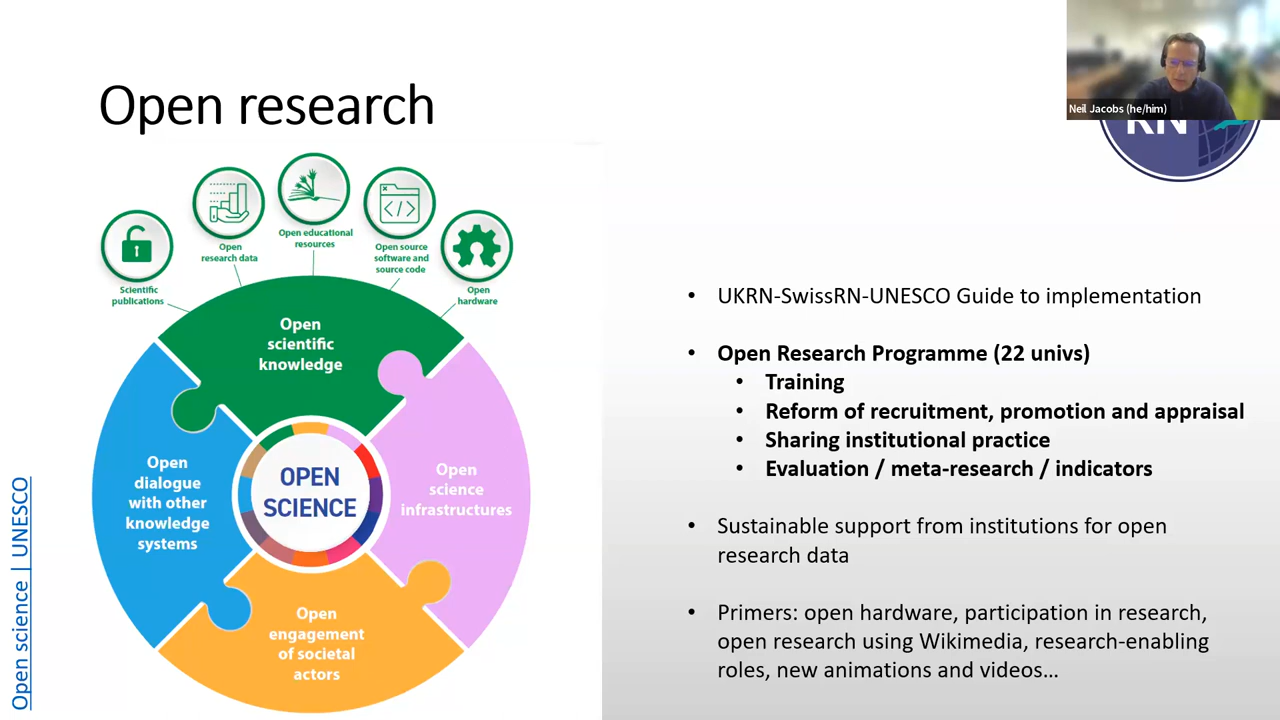 Open research
Neil Jacobs (he/him)
RN
Scientific
publications
Open
research data
Open educational
resources
Open source
software and
source code
Open
hardware
Open
scientific
knowledge
Open
dialogue
with other
knowledge
systems
OPEN
SCIENCE
Open
science
infrastructures
Open
engagement
of societal
actors
Open science | UNESCO
• UKRN-SwissRN-UNESCO Guide to implementation
• Open Research Programme (22 univs)
• Training
• Reform of recruitment, promotion and appraisal
• Sharing institutional practice
• Evaluation / meta-research / indicators
• Sustainable support from institutions for open
research data
• Primers: open hardware, participation in research,
open research using Wikimedia, research-enabling
roles, new animations and videos…